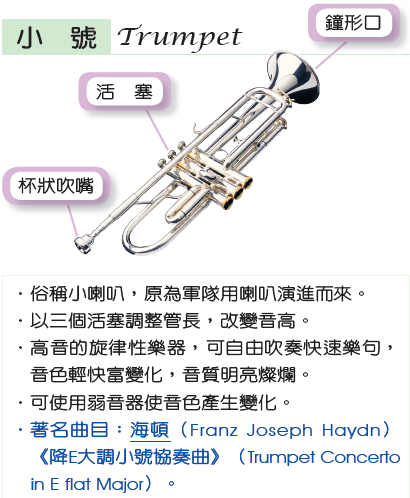 小號 Trumpet
鐘形口
活塞
杯狀吹嘴
·俗稱小喇叭，原為軍隊用喇叭演進而來。
·以三個活塞調整管長，改變音高。
·高音的旋律性樂器，可自由吹奏快速樂句，
音色輕快富變化，音質明亮燦爛。
·可使用弱音器使音色產生變化。
·著名曲目：海頓（Franz Joseph Haydn）
《降E大調小號協奏曲》（Trumpet Concerto
in E flat Major）。